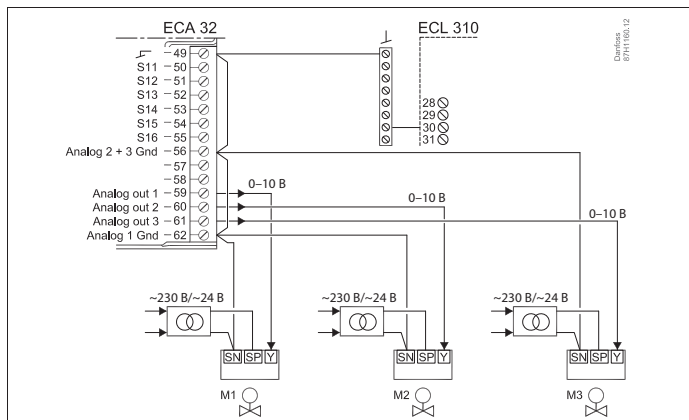 ECA 32
ECL 310
Danfoss
87H1160.12
49
S11 – 50
S12 – 51
S13 – 52
S14 – 53
S15 – 54
S16 – 55
Analog 2 + 3 Gnd – 56
57
58
Analog out 1 – 59
Analog out 2 – 60
Analog out 3 – 61
Analog 1 Gnd – 62
28
29
30
31
0–10 В
0–10 В
0–10 В
~230 В/~24 В
~230 В/~24 В
~230 В/~24 В
SN SP Y
SN SP Y
SN SP Y
M1
M2
M3